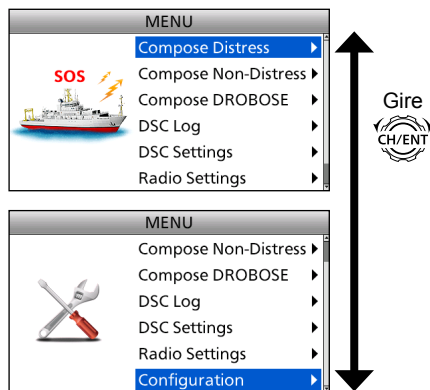 MENU
Compose Distress
SOS
Compose Non-Distress
Compose DROBOSE
DSC Log
DSC Settings
Radio Settings
Gire
CH/ENT
MENU
Compose Non-Distress
Compose DROBOSE
DSC Log
DSC Settings
Radio Settings
Configuration